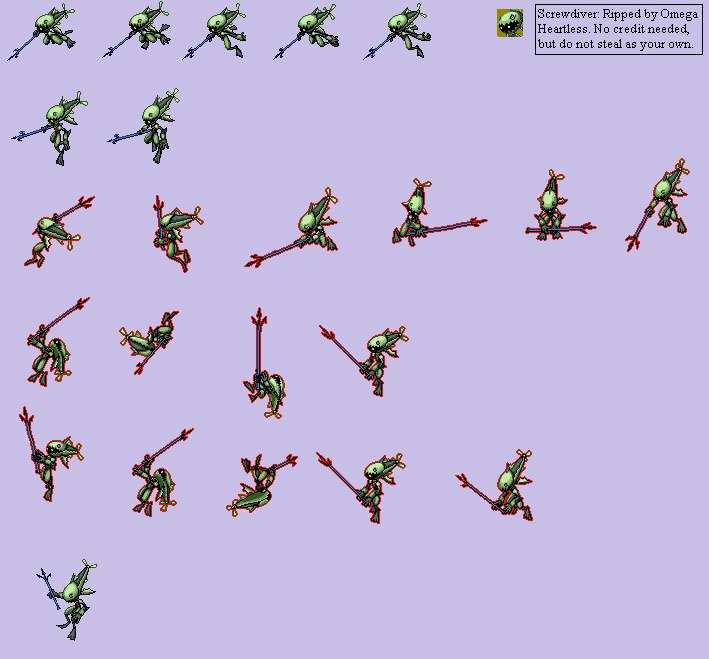 Screwdiver: Ripped by Omega
Heartless. No credit needed,
but do not steal as your own.